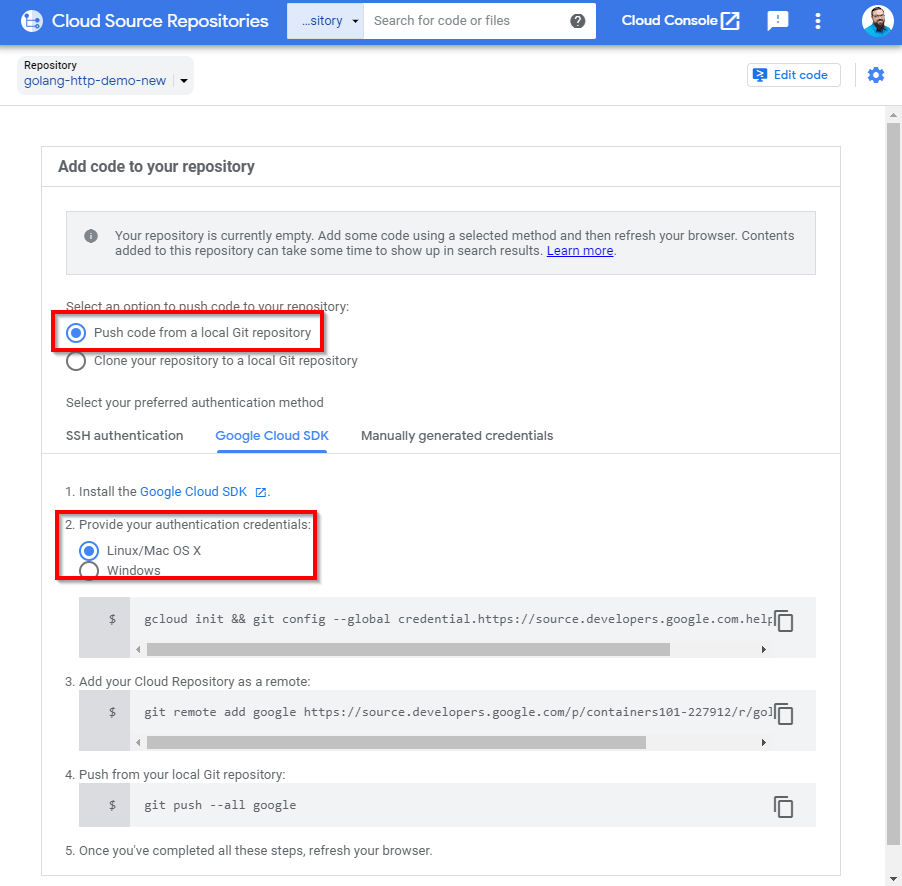 Cloud Source Repositories
...sitory
Search for code or files
Cloud Console
Repository
golang-http-demo-new
Edit code
Add code to your repository
Your repository is currently empty. Add some code using a selected method and then refresh your browser. Contents
added to this repository can take some time to show up in search results. Learn more.
Select an option to push code to your repository:
Push code from a local Git repository
Clone your repository to a local Git repository
Select your preferred authentication method
SSH authentication
Google Cloud SDK
Manually generated credentials
1. Install the Google Cloud SDK .
2. Provide your authentication credentials:
Linux/Mac OS X
Windows
$ gcloud init && git config --global credential.https://source.developers.google.com.help
3. Add your Cloud Repository as a remote:
$ git remote add google https://source.developers.google.com/p/containers101-227912/r/gol
4. Push from your local Git repository:
$ git push --all google
5. Once you've completed all these steps, refresh your browser.